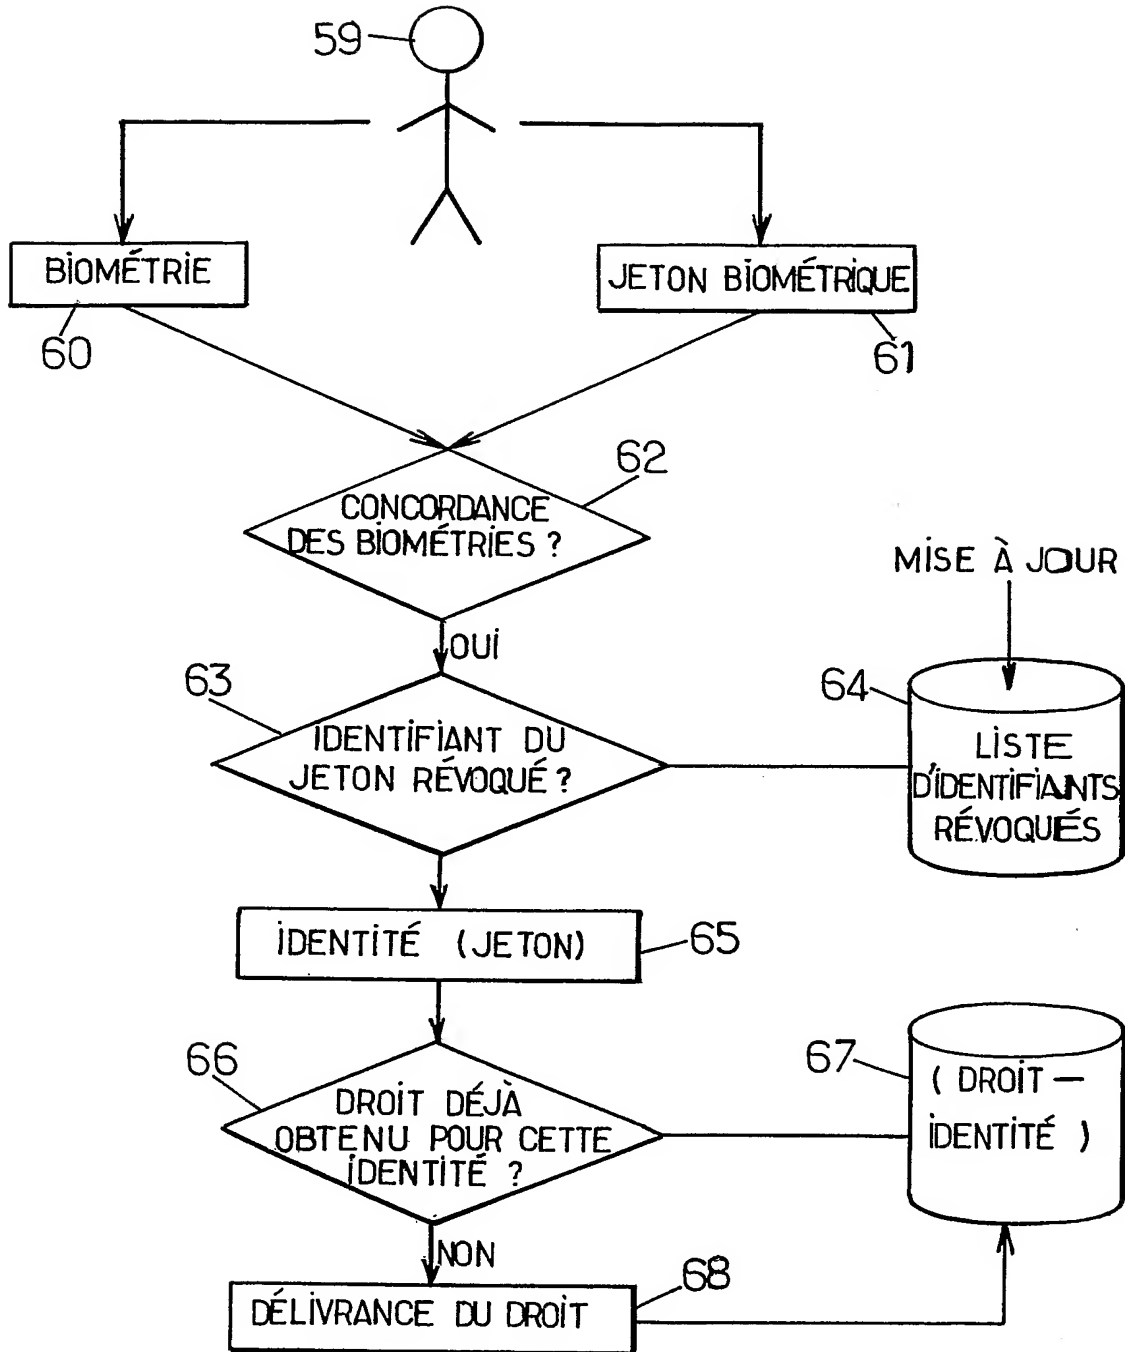 59
BIOMÉTRIE
JETON BIOMÉTRIQUE
60
61
62
CONCORDANCE
DES BIOMÉTRIES ?
MISE À JOUR
OUI
63
64
IDENTIFIANT DU
JETON RÉVOQUÉ ?
LISTE
D'IDENTIFIANTS
RÉVOQUÉS
IDENTITÉ (JETON)
65
66
67
DROIT DÉJÀ
OBTENU POUR CETTE
IDENTITÉ ?
( DROIT —
IDENTITÉ )
NON
68
DÉLIVRANCE DU DROIT